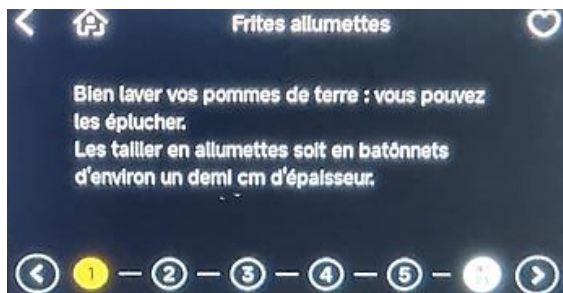 Frites allumettes
Bien laver vos pommes de terre : vous pouvez
les éplucher.
Les tailler en allumettes soit en batônnets
d'environ un demi cm d'épaisseur.
1 2 3 4 5